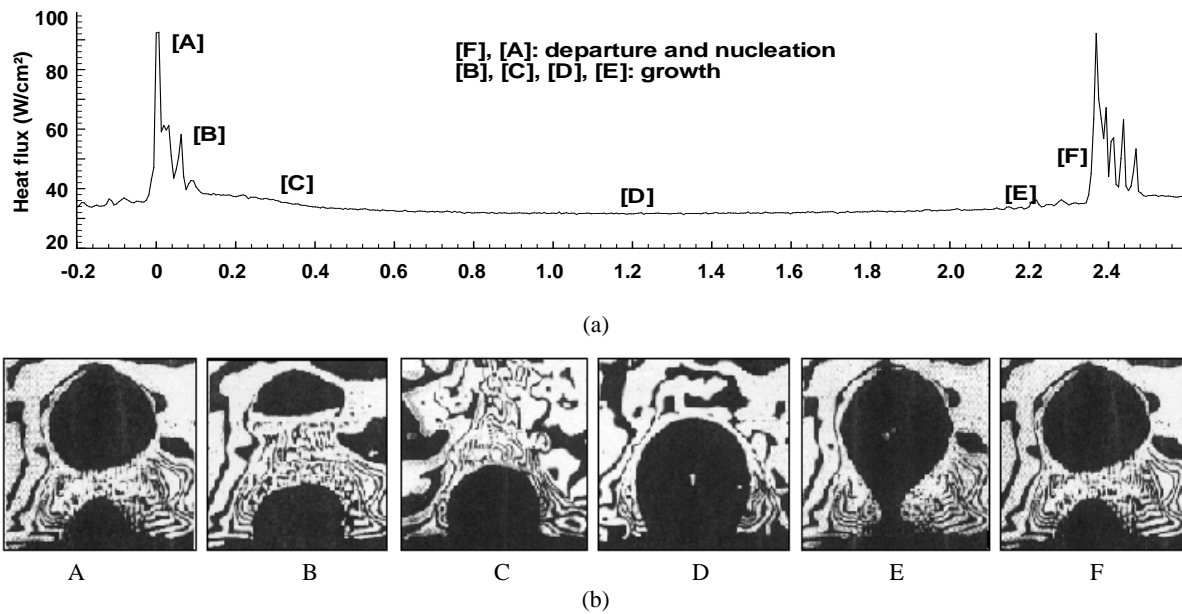 100
80
60
40
20
Heat flux (W/cm²)
[A]
[B]
[C]
[D]
[E]
[F]
[F], [A]: departure and nucleation
[B], [C], [D], [E]: growth
-0.2 0 0.2 0.4 0.6 0.8 1.0 1.2 1.4 1.6 1.8 2.0 2.2 2.4
(a)
A B C D E F
(b)